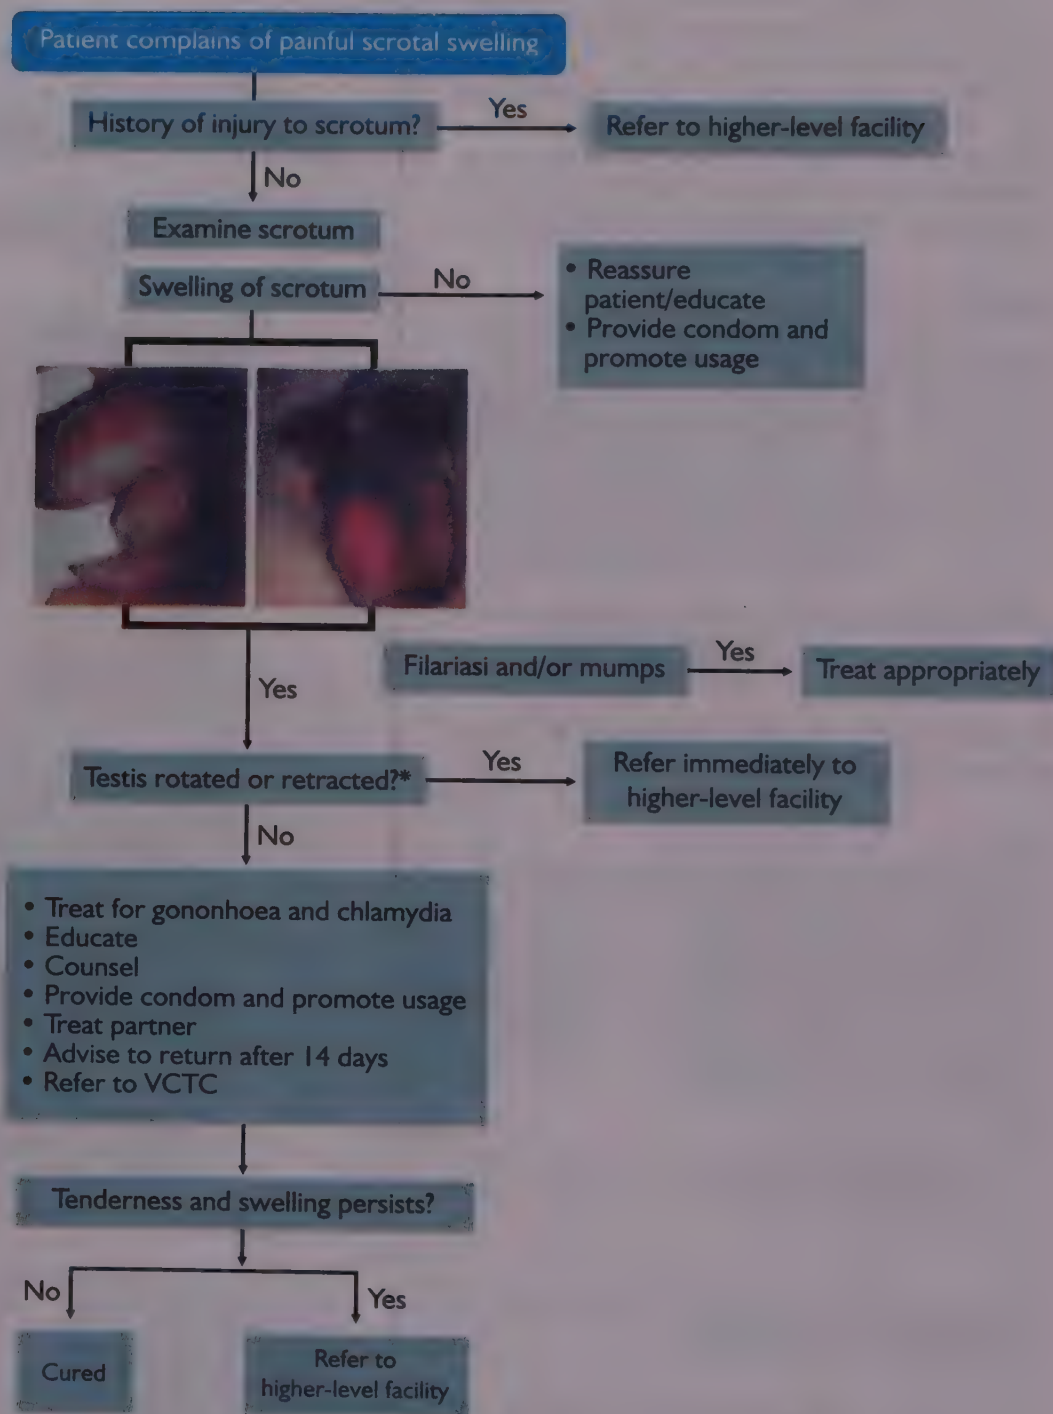 Patient complains of painful scrotal swelling
History of injury to scrotum?
Yes
Refer to higher-level facility
No
Examine scrotum
Swelling of scrotum
No
• Reassure
patient/educate
• Provide condom and
promote usage
Filariasi and/or mumps
Yes
Treat appropriately
Yes
Testis rotated or retracted?*
Yes
Refer immediately to
higher-level facility
No
• Treat for gononhoea and chlamydia
• Educate
• Counsel
• Provide condom and promote usage
• Treat partner
• Advise to return after 14 days
• Refer to VCTC
Tenderness and swelling persists?
No
Yes
Cured
Refer to
higher-level facility